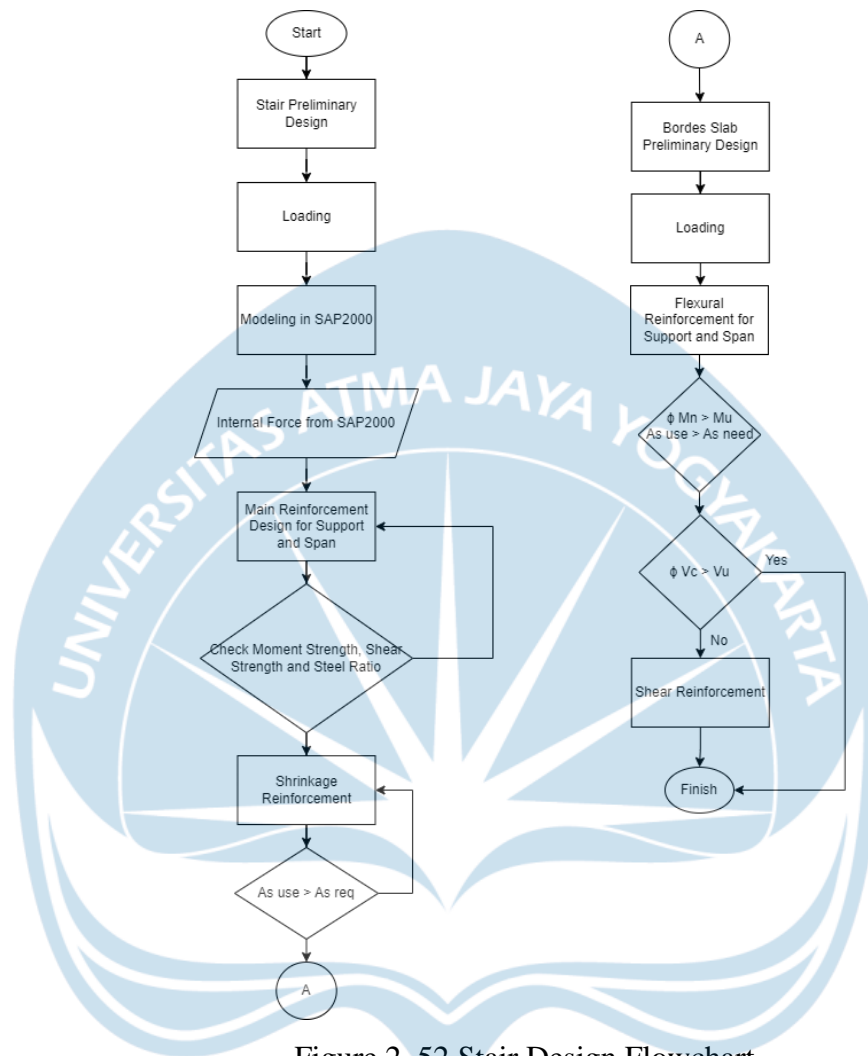 Start
Stair Preliminary
Design
Loading
Modeling in SAP2000
Internal Force from SAP2000
Main Reinforcement
Design for Support
and Span
Check Moment Strength, Shear
Strength and Steel Ratio
Shrinkage
Reinforcement
As use > As req
A
A
Bordes Slab
Preliminary Design
Loading
Flexural
Reinforcement for
Support and Span
ϕ Mn > Mu
As use > As need
ϕ Vc > Vu
Yes
No
Shear Reinforcement
Finish
UNIVERSITAS ATMA JAYA YOGYAKARTA
Figure 2. 52 Stair Design Flowchart